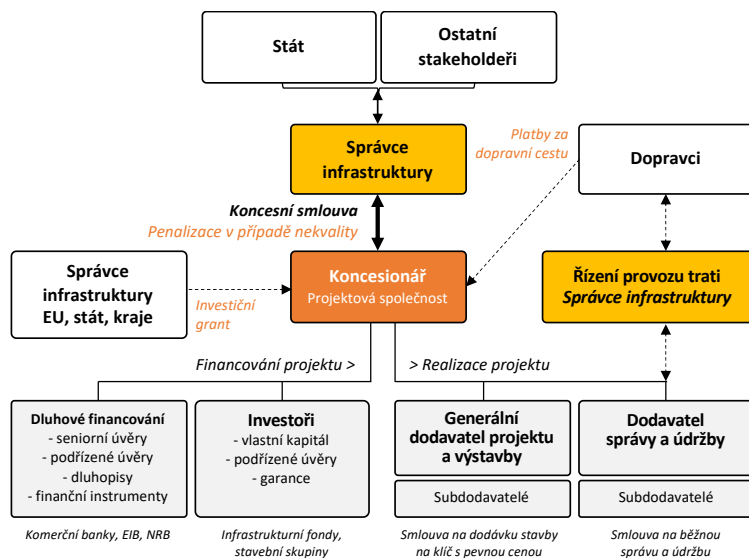 Stát
Ostatní
stakeholdeři
Správce
infrastruktury
Platby za
dopravní cestu
Dopravci
Koncesní smlouva
Penalizace v případě nekvality
Správce
infrastruktury
EU, stát, kraje
Investiční
grant
Koncesionář
Projektová společnost
Řízení provozu trati
Správce infrastruktury
Financování projektu >
> Realizace projektu
Dluhové financování
- seniorní úvěry
- podřízené úvěry
- dluhopisy
- finanční instrumenty
Investoři
- vlastní kapitál
- podřízené úvěry
- garance
Generální
dodavatel projektu
a výstavby
Subdodavatelé
Dodavatel
správy a údržby
Subdodavatelé
Komerční banky, EIB, NRB
Infrastrukturní fondy,
stavební skupiny
Smlouva na dodávku stavby
na klíč s pevnou cenou
Smlouva na běžnou
správu a údržbu